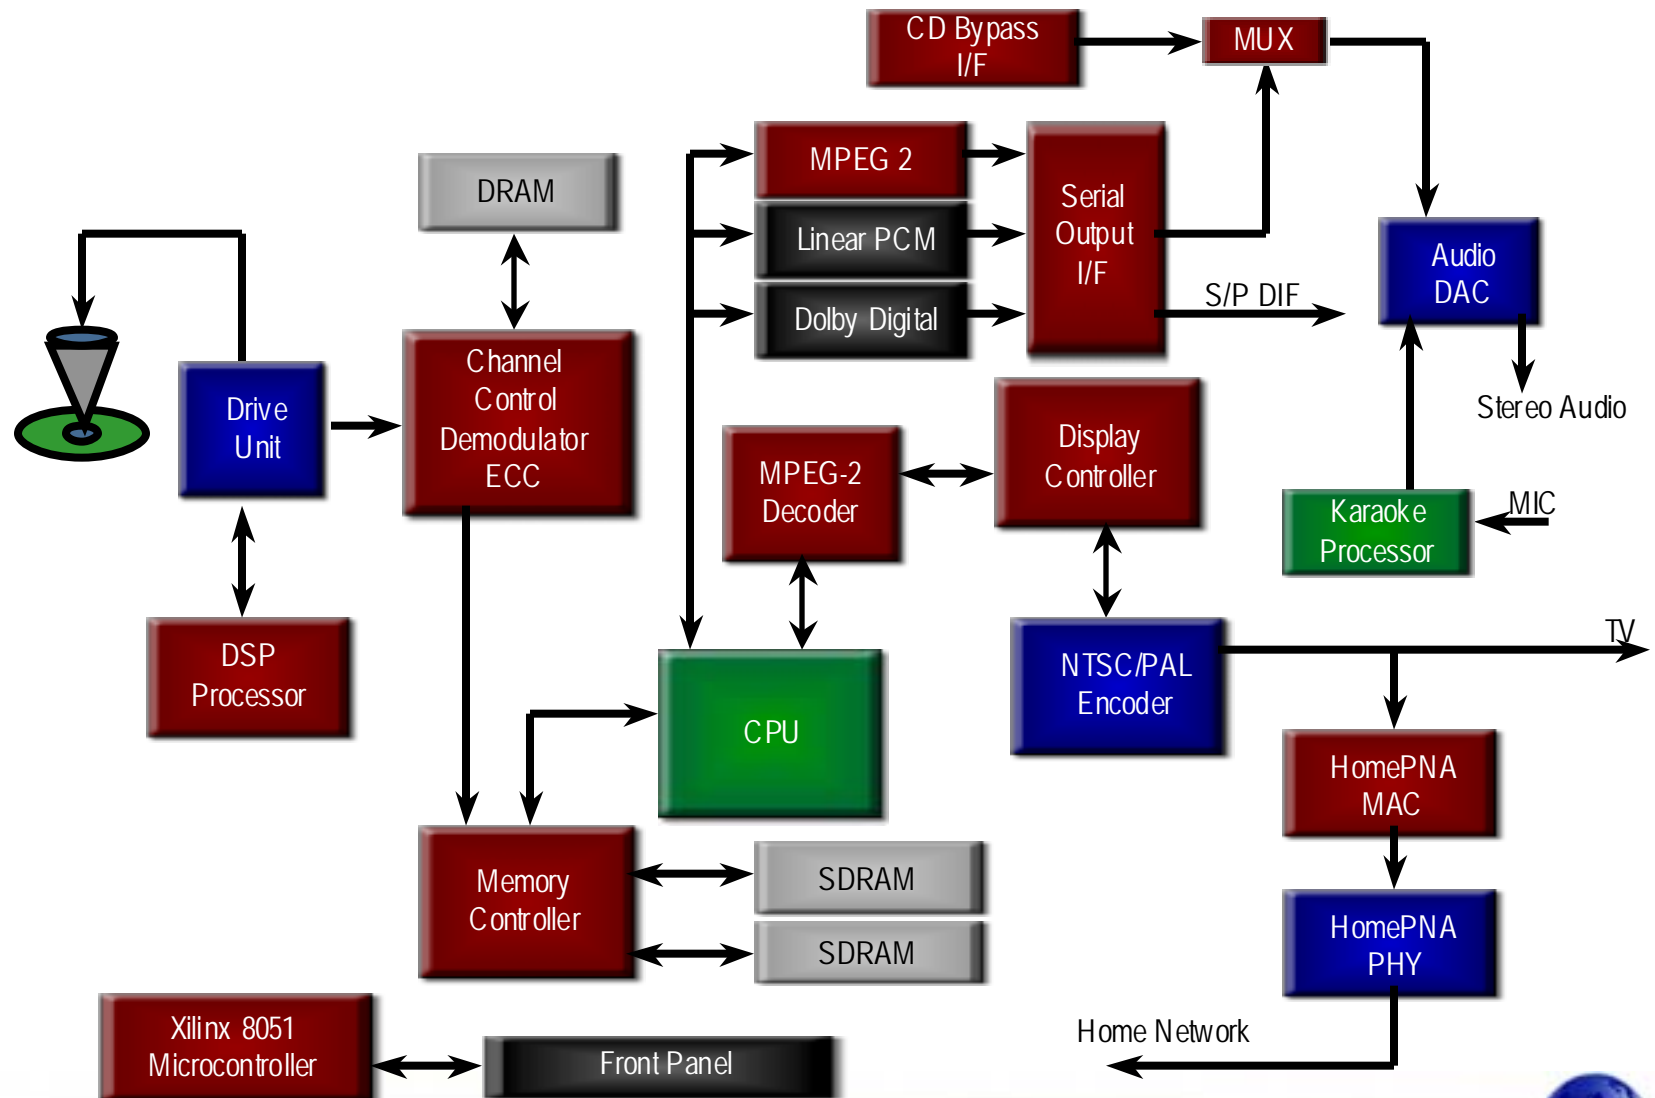 CD Bypass
I/F
MUX
MPEG 2
Linear PCM
Dolby Digital
Serial
Output
I/F
S/P DIF
Audio
DAC
Stereo Audio
DRAM
Channel
Control
Demodulator
ECC
Drive
Unit
DSP
Processor
MPEG-2
Decoder
Display
Controller
Karaoke
Processor
MIC
CPU
NTSC/PAL
Encoder
TV
HomePNA
MAC
HomePNA
PHY
Home Network
Memory
Controller
SDRAM
SDRAM
Xilinx 8051
Microcontroller
Front Panel